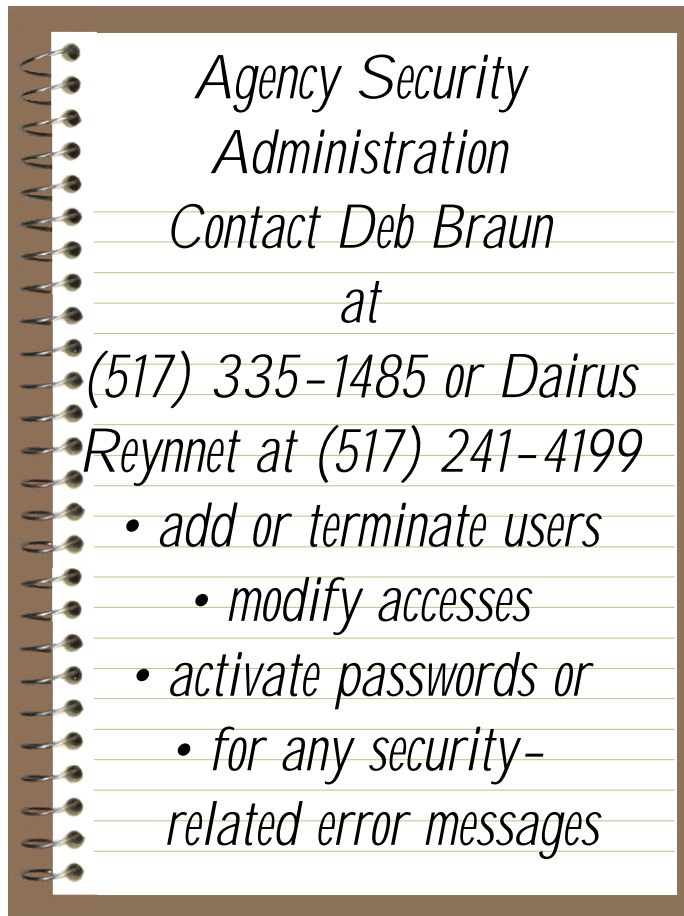 Agency Security
Administration
Contact Deb Braun
at
(517) 335-1485 or Dairus
Reynnet at (517) 241-4199
• add or terminate users
• modify accesses
• activate passwords or
• for any security-
related error messages